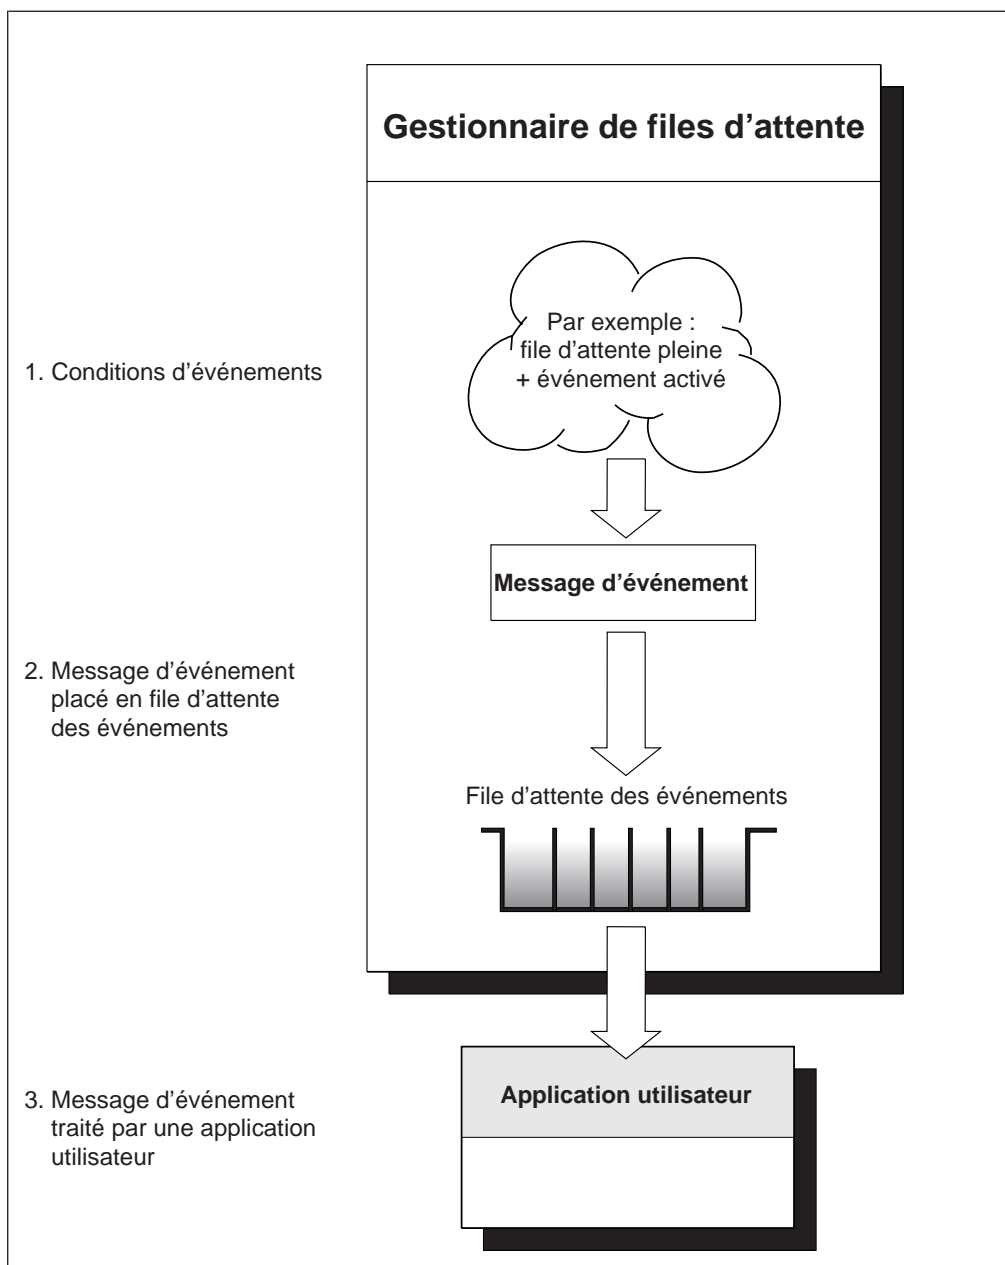 Gestionnaire de files d’attente
Par exemple :
file d’attente pleine
+ événement activé
1. Conditions d’événements
Message d’événement
2. Message d’événement
placé en file d’attente
des événements
File d’attente des événements
Application utilisateur
3. Message d’événement
traité par une application
utilisateur